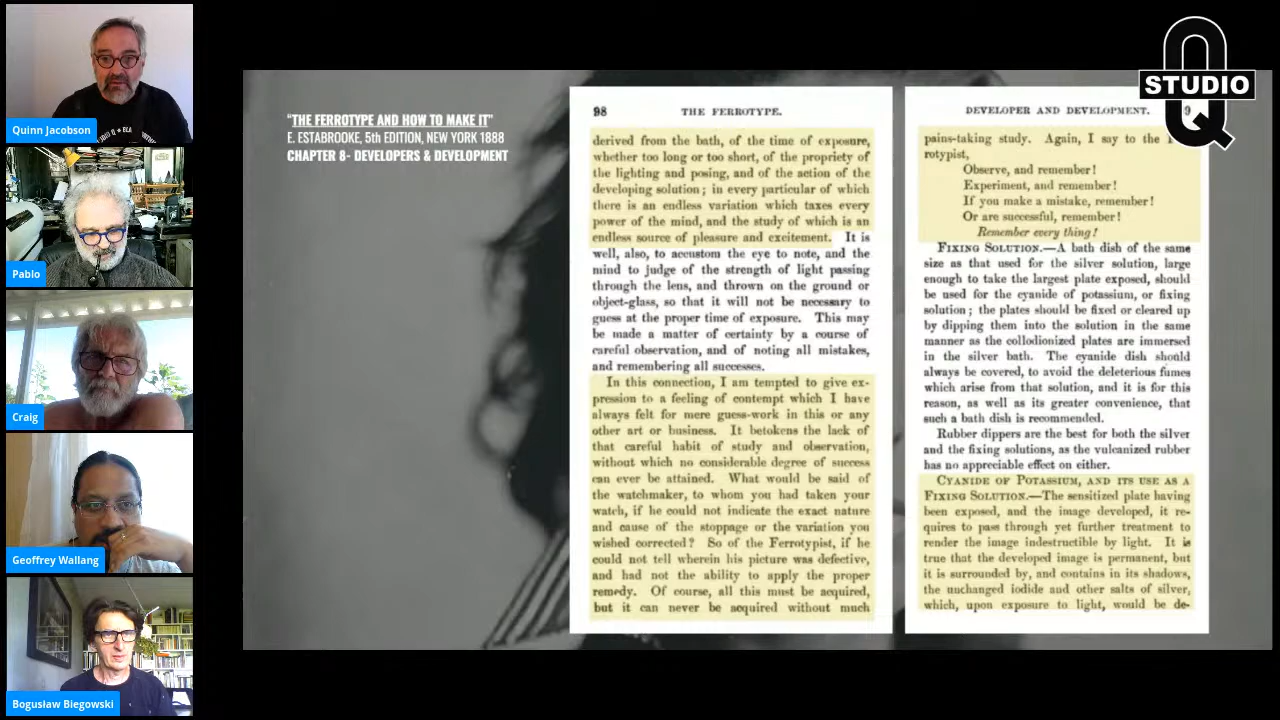 Quinn Jacobson
Pablo
Craig
Geoffrey Wallang
Bogusław Biegowski
STUDIO
Q
"THE FERROTYPE AND HOW TO MAKE IT"
E. ESTABROOKE, 5th EDITION, NEW YORK 1888
CHAPTER 8- DEVELOPERS & DEVELOPMENT
98 THE FERROTYPE.
derived from the bath, of the time of exposure,
whether too long or too short, of the propriety of
the lighting and posing, and of the action of the
developing solution; in every particular of which
there is an endless variation which taxes every
power of the mind, and the study of which is an
endless source of pleasure and excitement. It is
well, also, to accustom the eye to note, and the
mind to judge of the strength of light passing
through the lens, and thrown on the ground or
object-glass, so that it will not be necessary to
guess at the proper time of exposure. This may
be made a matter of certainty by a course of
careful observation, and of noting all mistakes,
and remembering all successes.
In this connection, I am tempted to give ex-
pression to a feeling of contempt which I have
always felt for mere guess-work in this or any
other art or business. It betokens the lack of
that careful habit of study and observation,
without which no considerable degree of success
can ever be attained. What would be said of
the watchmaker, to whom you had taken your
watch, if he could not indicate the exact nature
and cause of the stoppage or the variation you
wished corrected? So of the Ferrotypist, if he
could not tell wherein his picture was defective,
and had not the ability to apply the proper
remedy. Of course, all this must be acquired,
but it can never be acquired without much
DEVELOPER AND DEVELOPMENT. 9
pains-taking study. Again, I say to the
rotypist,
Observe, and remember!
Experiment, and remember!
If you make a mistake, remember!
Or are successful, remember!
Remember every thing!
FIXING SOLUTION.—A bath dish of the same
size as that used for the silver solution, large
enough to take the largest plate exposed, should
be used for the cyanide of potassium, or fixing
solution; the plates should be fixed or cleared up
by dipping them into the solution in the same
manner as the collodionized plates are immersed
in the silver bath. The cyanide dish should
always be covered, to avoid the deleterious fumes
which arise from that solution, and it is for this
reason, as well as its greater convenience, that
such a bath dish is recommended.
Rubber dippers are the best for both the silver
and the fixing solutions, as the vulcanized rubber
has no appreciable effect on either.
CYANIDE OF POTASSIUM, AND ITS USE AS A
FIXING SOLUTION.—The sensitized plate having
been exposed, and the image developed, it re-
quires to pass through yet further treatment to
render the image indestructible by light. It is
true that the developed image is permanent, but
it is surrounded by, and contains in its shadows,
the unchanged iodide and other salts of silver,
which, upon exposure to light, would be de-